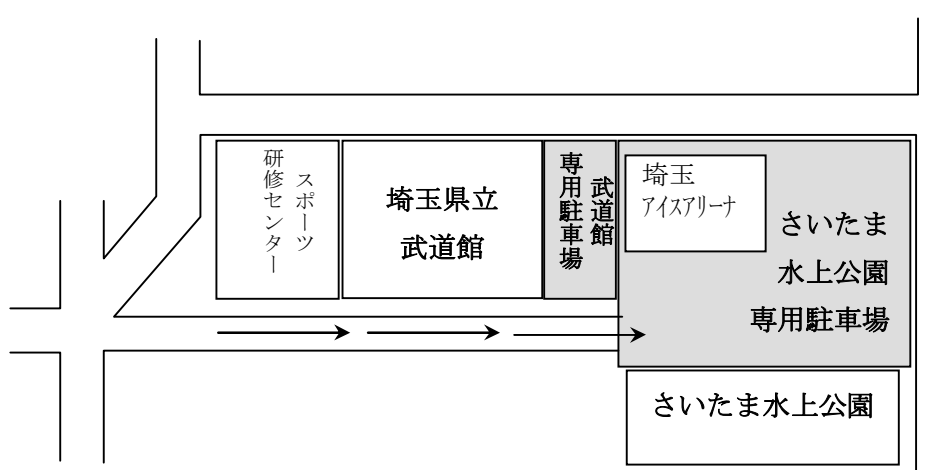 スポーツ
研修センター
埼玉県立
武道館
武道館
専用駐車場
埼玉
アイスアリーナ
さいたま
水上公園
専用駐車場
さいたま水上公園